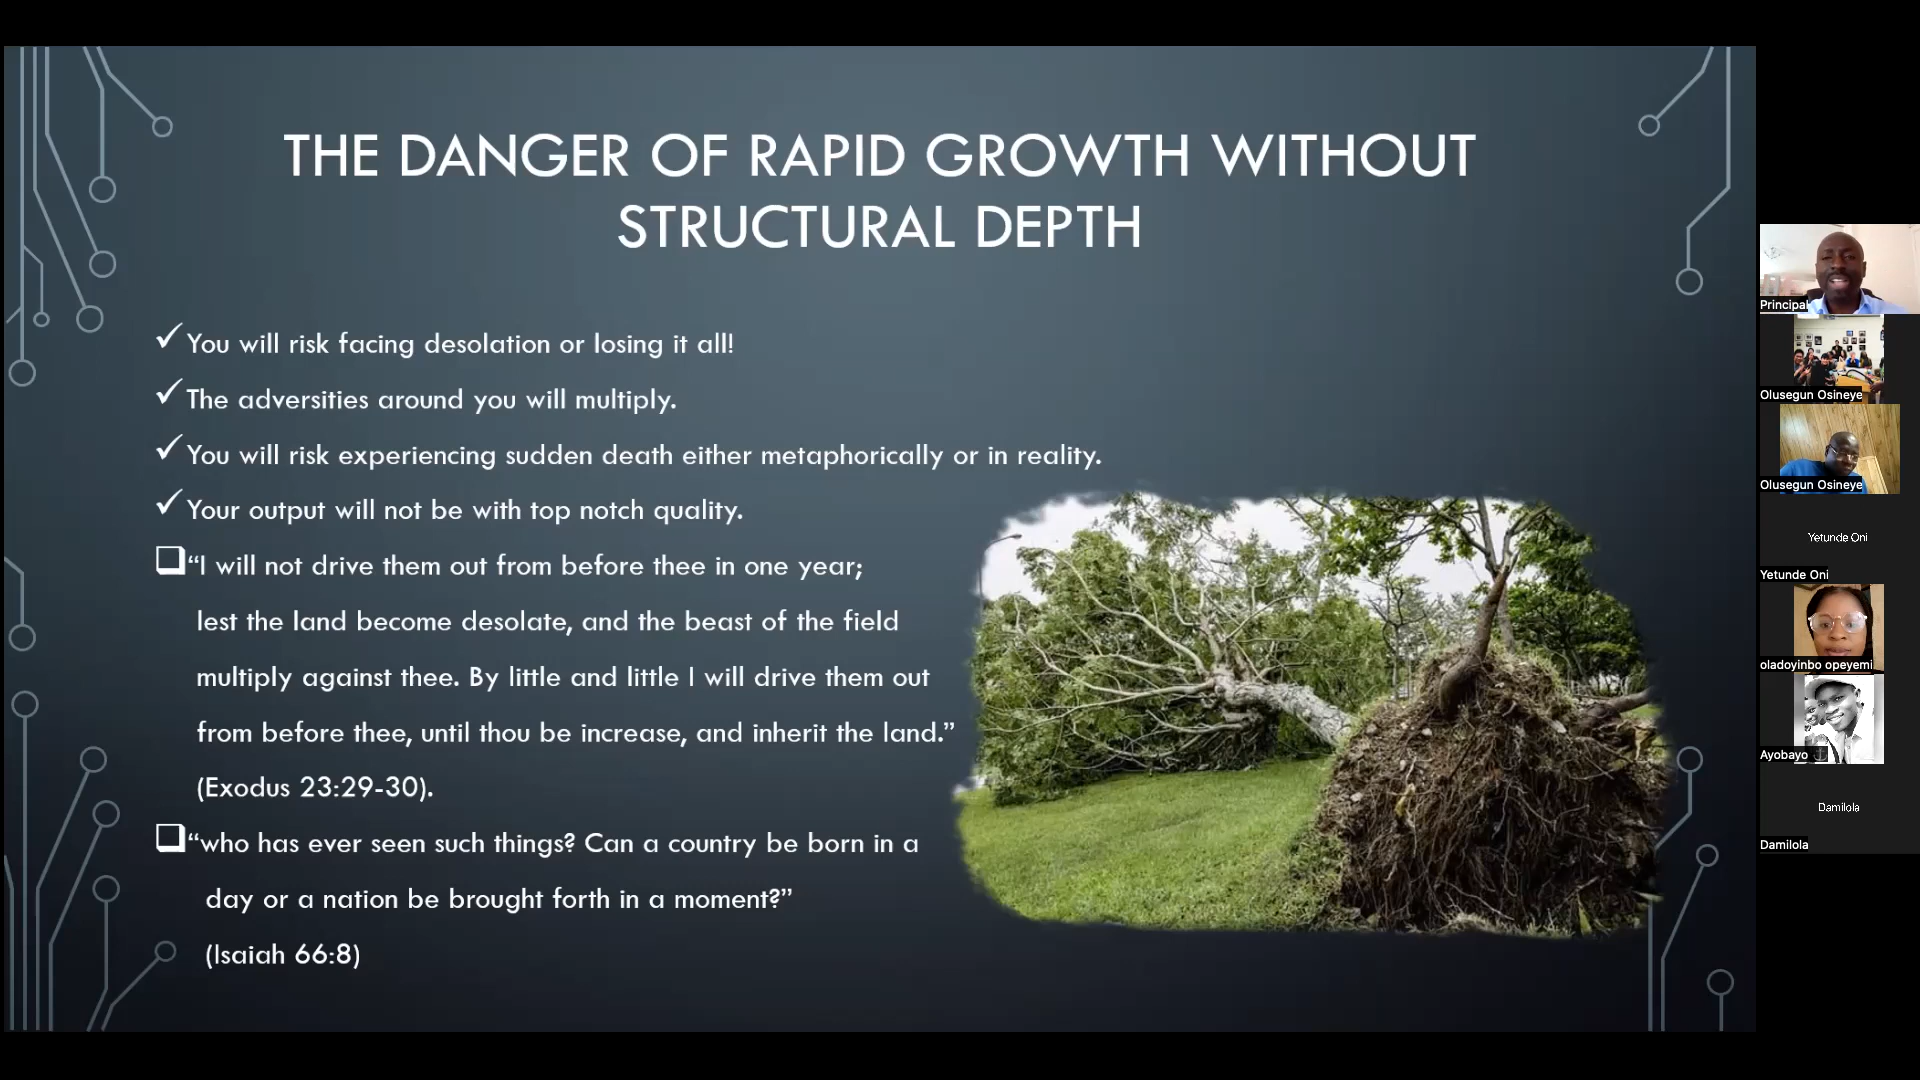 THE DANGER OF RAPID GROWTH WITHOUT
STRUCTURAL DEPTH
You will risk facing desolation or losing it all!
The adversities around you will multiply.
You will risk experiencing sudden death either metaphorically or in reality.
Your output will not be with top notch quality.
“I will not drive them out from before thee in one year;
lest the land become desolate, and the beast of the field
multiply against thee. By little and little I will drive them out
from before thee, until thou be increase, and inherit the land.”
(Exodus 23:29-30).
“who has ever seen such things? Can a country be born in a
day or a nation be brought forth in a moment?”
(Isaiah 66:8)
Principal
Olusegun Osineye
Olusegun Osineye
Yetunde Oni
Yetunde Oni
oladoyinbo opeyemi
Ayobayo
Damilola
Damilola